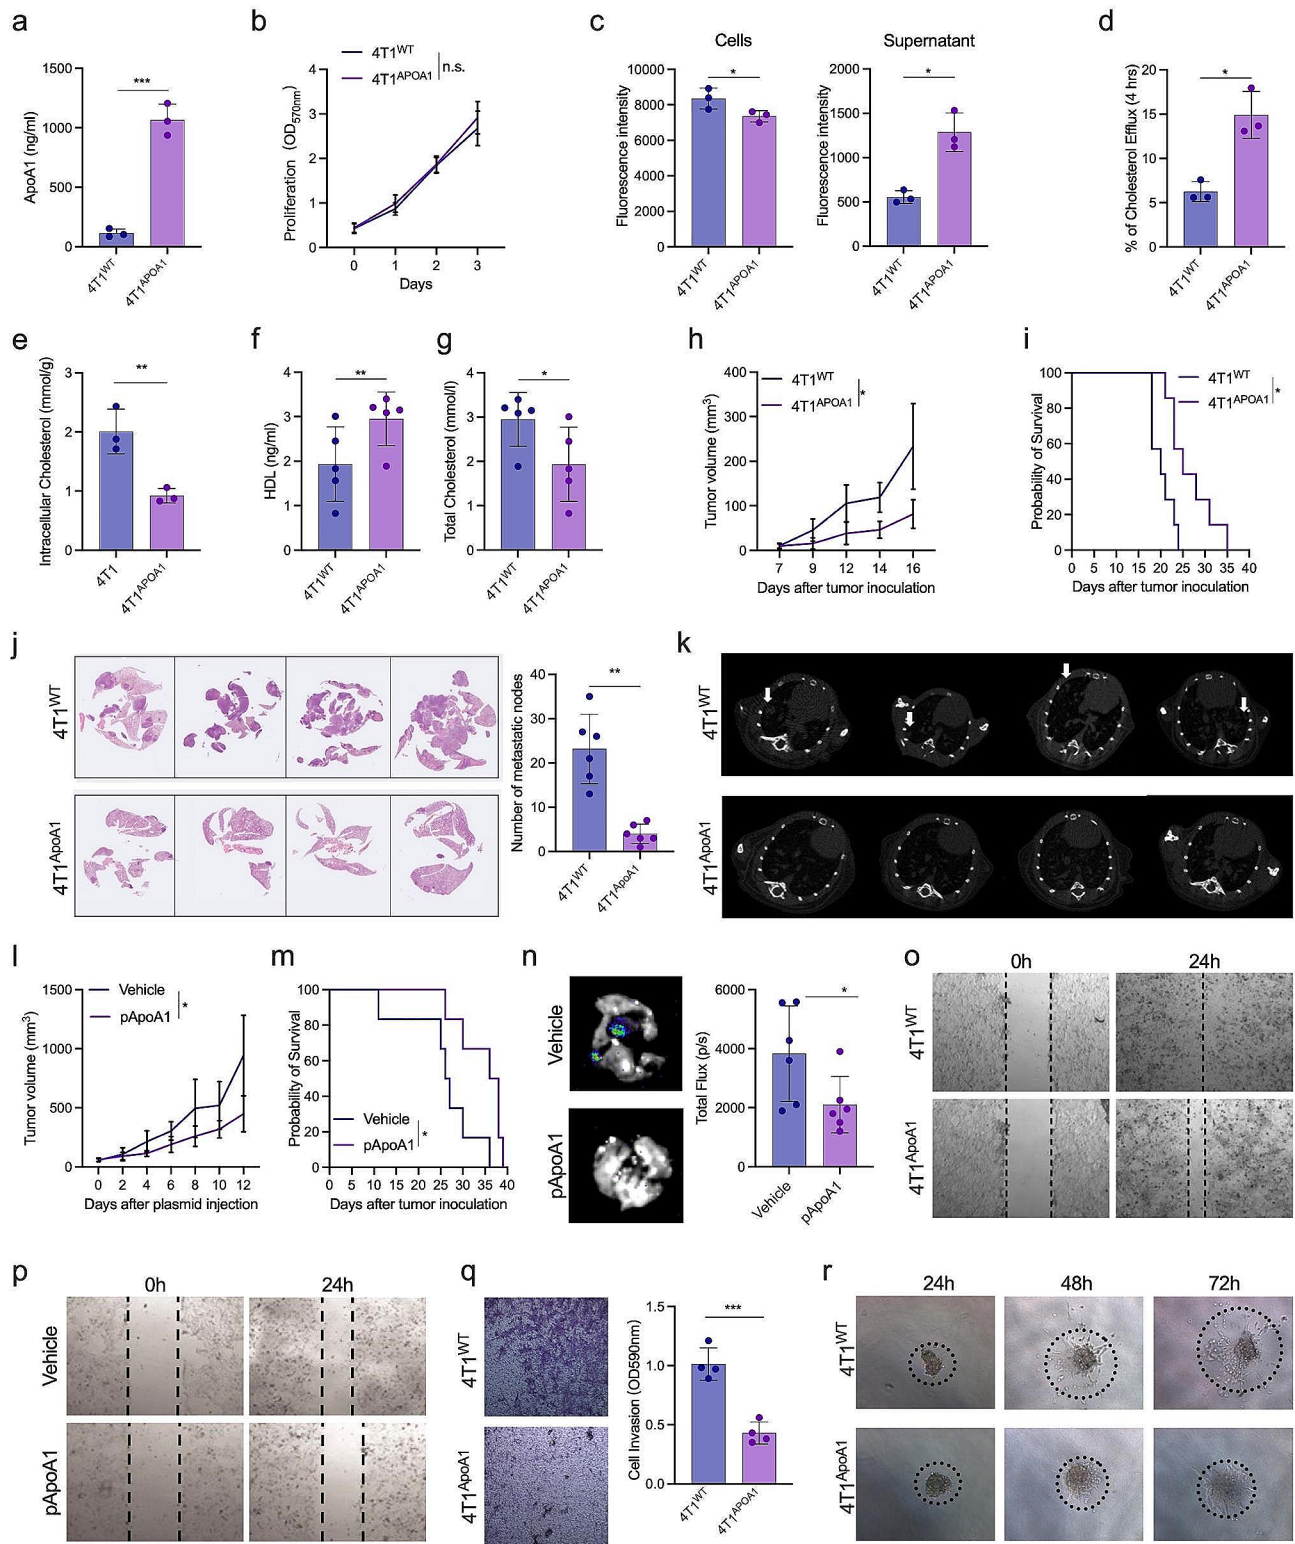 a
ApoA1 (ng/ml)
1500
1000
500
0
***
4T1WT
4T1APOA1
b
4T1WT
4T1APOA1
n.s.
Proliferation (OD570nm)
4
3
2
1
0
0 1 2 3
Days
c
Cells
Fluorescence intensity
10000
8000
6000
4000
2000
0
*
4T1WT
4T1APOA1
Supernatant
Fluorescence intensity
2000
1500
1000
500
0
*
4T1WT
4T1APOA1
d
% of Cholesterol Efflux (4 hrs)
20
15
10
5
0
*
4T1WT
4T1APOA1
e
Intracellular Cholesterol (mmol/g)
3
2
1
0
**
4T1
4T1APOA1
f
HDL (ng/ml)
4
3
2
1
0
**
4T1WT
4T1APOA1
g
Total Cholesterol (mmol/l)
4
3
2
1
0
*
4T1WT
4T1APOA1
h
Tumor volume (mm3)
400
300
200
100
0
4T1WT
4T1APOA1
*
7 9 12 14 16
Days after tumor inoculation
i
Probability of Survival
100
80
60
40
20
0
4T1WT
4T1APOA1
*
0 5 10 15 20 25 30 35 40
Days after tumor inoculation
j
4T1WT
4T1ApoA1
Number of metastatic nodes
40
30
20
10
0
**
4T1WT
4T1ApoA1
k
4T1WT
4T1ApoA1
l
Tumor volume (mm3)
1500
1000
500
0
Vehicle
pApoA1
*
0 2 4 6 8 10 12
Days after plasmid injection
m
Probability of Survival
100
80
60
40
20
0
Vehicle
pApoA1
*
0 5 10 15 20 25 30 35 40
Days after tumor inoculation
n
Vehicle
pApoA1
Total Flux (p/s)
6000
4000
2000
0
*
Vehicle
pApoA1
o
0h
24h
4T1WT
4T1ApoA1
p
0h
24h
Vehicle
pApoA1
q
4T1WT
4T1ApoA1
Cell Invasion (OD590nm)
1.5
1.0
0.5
0.0
***
4T1WT
4T1APOA1
r
24h
48h
72h
4T1WT
4T1ApoA1